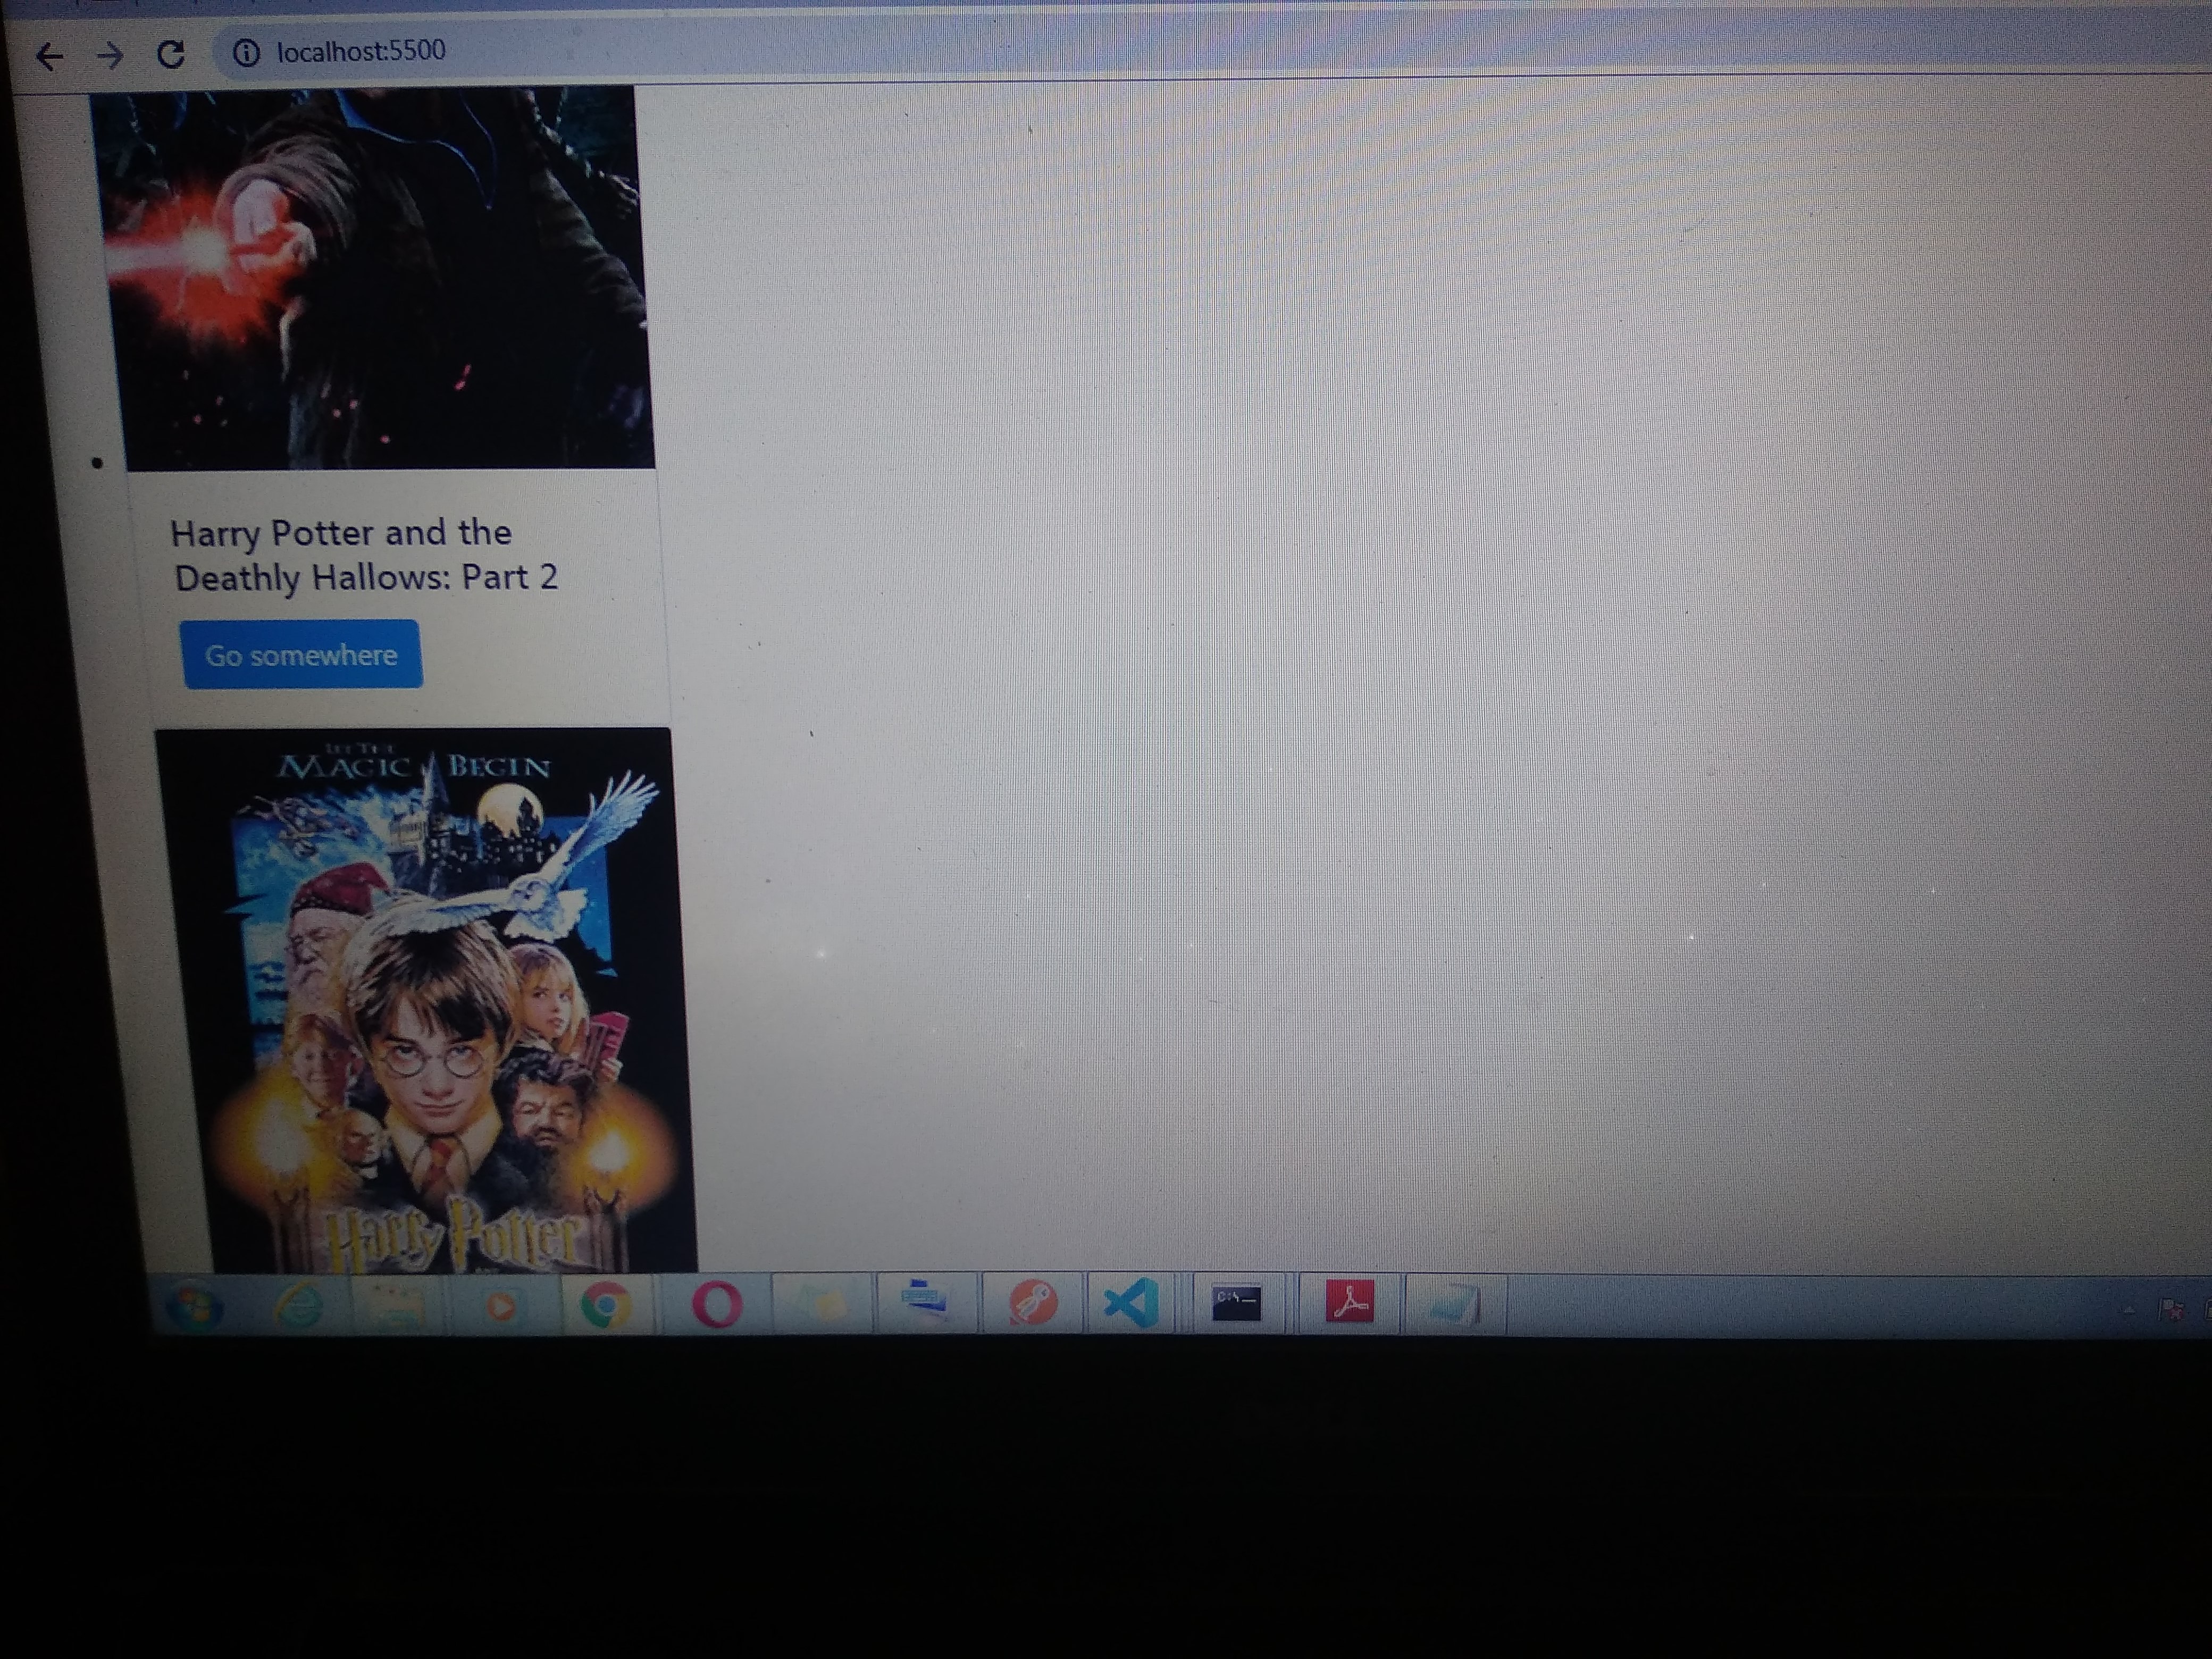 localhost:5500
Harry Potter and the
Deathly Hallows: Part 2
Go somewhere
LET THE
MAGIC BEGIN
Harry Potter
C:\